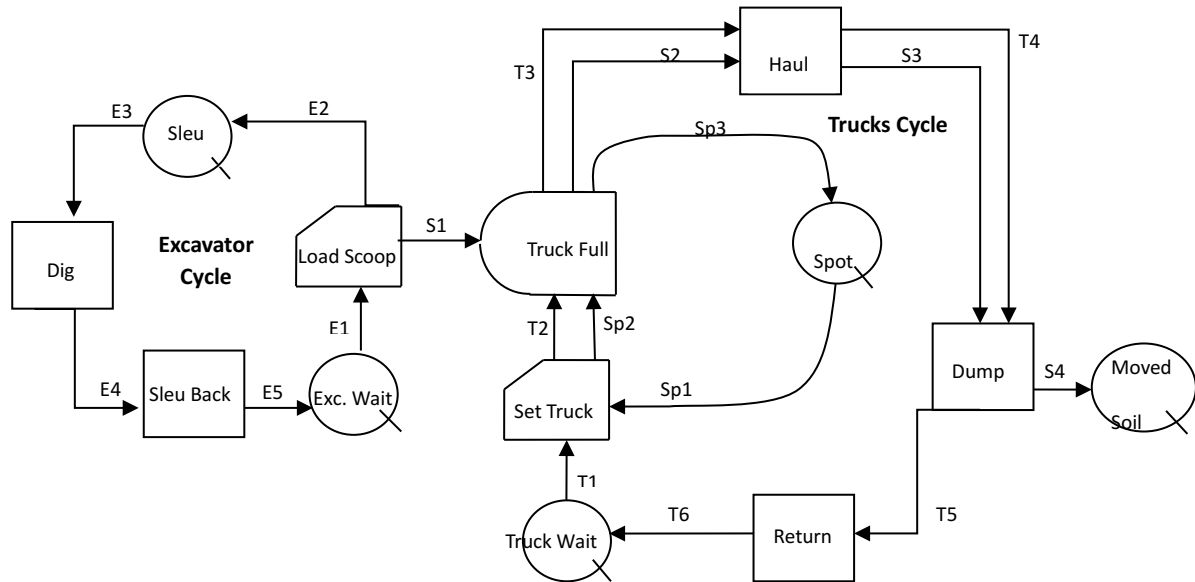 T3
S2
Haul
T4
S3
E3
E2
Sleu
Sp3
Trucks Cycle
Dig
Excavator
Cycle
Load Scoop
S1
Truck Full
Spot
E1
T2
Sp2
E4
Sleu Back
E5
Exc. Wait
Set Truck
Sp1
Dump
S4
Moved
Soil
T1
Truck Wait
T6
Return
T5